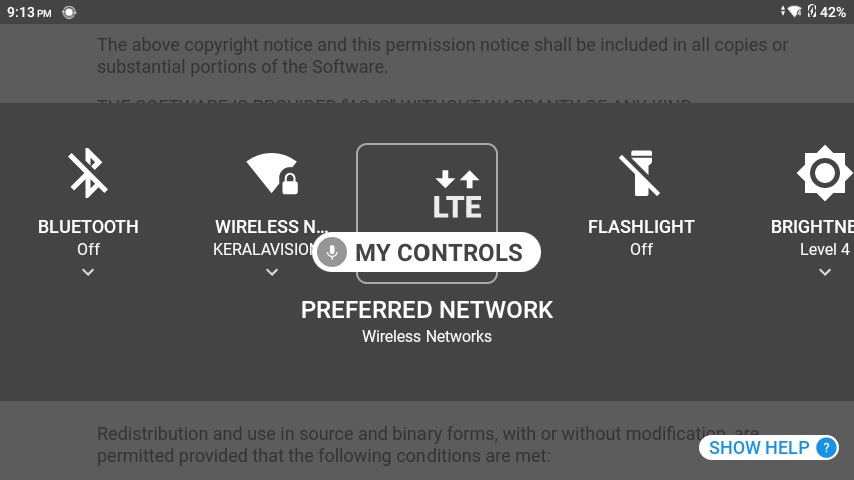 9:13 PM
42%
The above copyright notice and this permission notice shall be included in all copies or
substantial portions of the Software.
THE SOFTWARE IS PROVIDED "AS IS" WITHOUT WARRANTY OF ANY KIND
LTE
BLUETOOTH
Off
WIRELESS N...
KERALAVISION
FLASHLIGHT
Off
BRIGHTNE
Level 4
MY CONTROLS
PREFERRED NETWORK
Wireless Networks
Redistribution and use in source and binary forms, with or without modification, are
permitted provided that the following conditions are met:
SHOW HELP ?